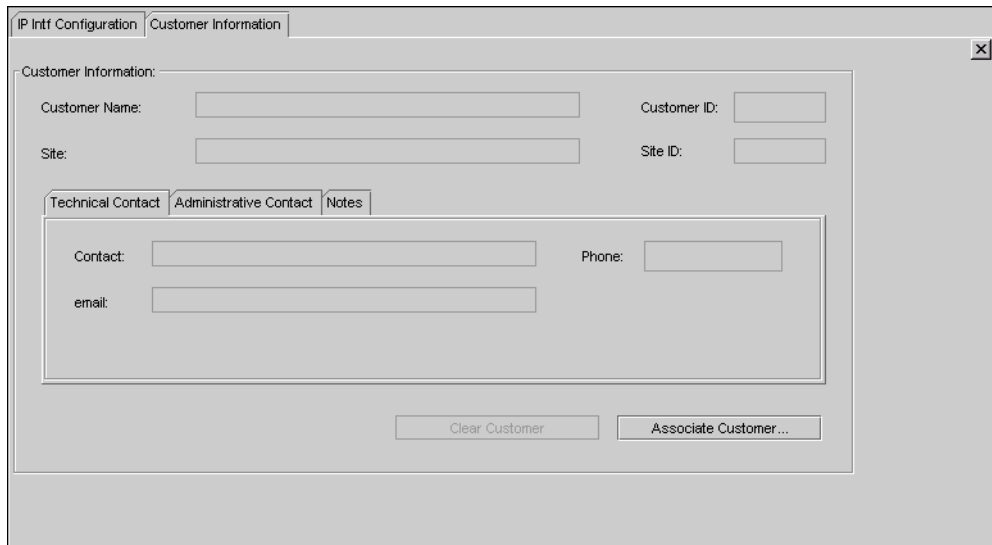 IP Intf Configuration Customer Information
Customer Information:
Customer Name: Customer ID:
Site: Site ID:
Technical Contact Administrative Contact Notes
Contact: Phone:
email:
Clear Customer Associate Customer...